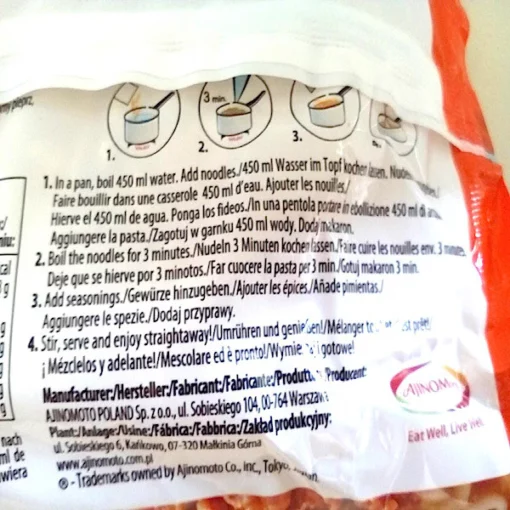 3 min.
1.
2.
3.
1. In a pan, boil 450 ml water. Add noodles./450 ml Wasser im Topf kochen lassen.
Faire bouillir dans une casserole 450 ml d'eau. Ajouter les nouilles/
Hierve el 450 ml de agua. Ponga los fideos./In una pentola portare in ebollizione 450 ml di
Aggiungere la pasta./Zagotuj w garnku 450 ml wody. Dodaj makaron.
2. Boil the noodles for 3 minutes./Nudeln 3 Minuten kochen lassen./Faire cuire les nouilles env. 3 minutes.
Deje que se hierve por 3 minotos./Far cuocere la pasta per 3 min./Gotuj makaron 3 min.
3. Add seasonings./Gewürze hinzugeben./Ajouter les épices./Añade pimientas./
Aggiungere le spezie./Dodaj przyprawy.
4. Stir, serve and enjoy straightaway!/Umrühren und genießen!/Mélanger prêt!/
¡Mézclelos y adelante!/Mescolare ed è pronto!/Wymie gotowe!
Manufacturer:/Hersteller:/Fabricant:/Fabricante:/Produtt Producent:
AJINOMOTO POLAND Sp. z o.o., ul. Sobieskiego 104, 00-764 Warszawa
Plant:/Anlage:/Usine:/Fábrica:/Fabbrica:/Zakład produkcyjny:
ul. Sobieskiego 6, Kańkowo, 07-320 Małkinia Górna
www.ajinomoto.com.pl
® - Trademarks owned by Ajinomoto Co., Inc., Tokyo,
AJINOM
Eat Well, Live Well.
nach
ml de
wiera